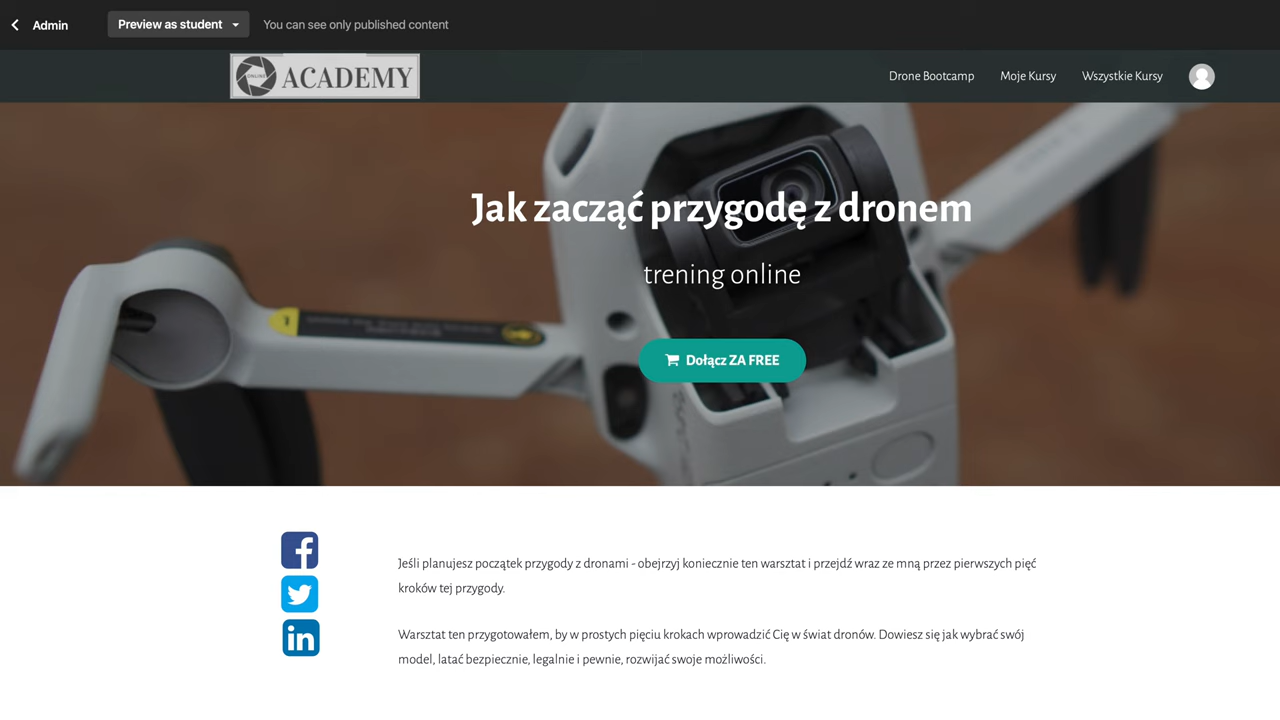 Admin
Preview as student
You can see only published content
ONLINE
ACADEMY
Drone Bootcamp
Moje Kursy
Wszystkie Kursy
Jak zacząć przygodę z dronem
trening online
Dołącz ZA FREE
Jeśli planujesz początek przygody z dronami - obejrzyj koniecznie ten warsztat i przejdź wraz ze mną przez pierwszych pięć
kroków tej przygody.
Warsztat ten przygotowałem, by w prostych pięciu krokach wprowadzić Cię w świat dronów. Dowiesz się jak wybrać swój
model, latać bezpiecznie, legalnie i pewnie, rozwijać swoje możliwości.